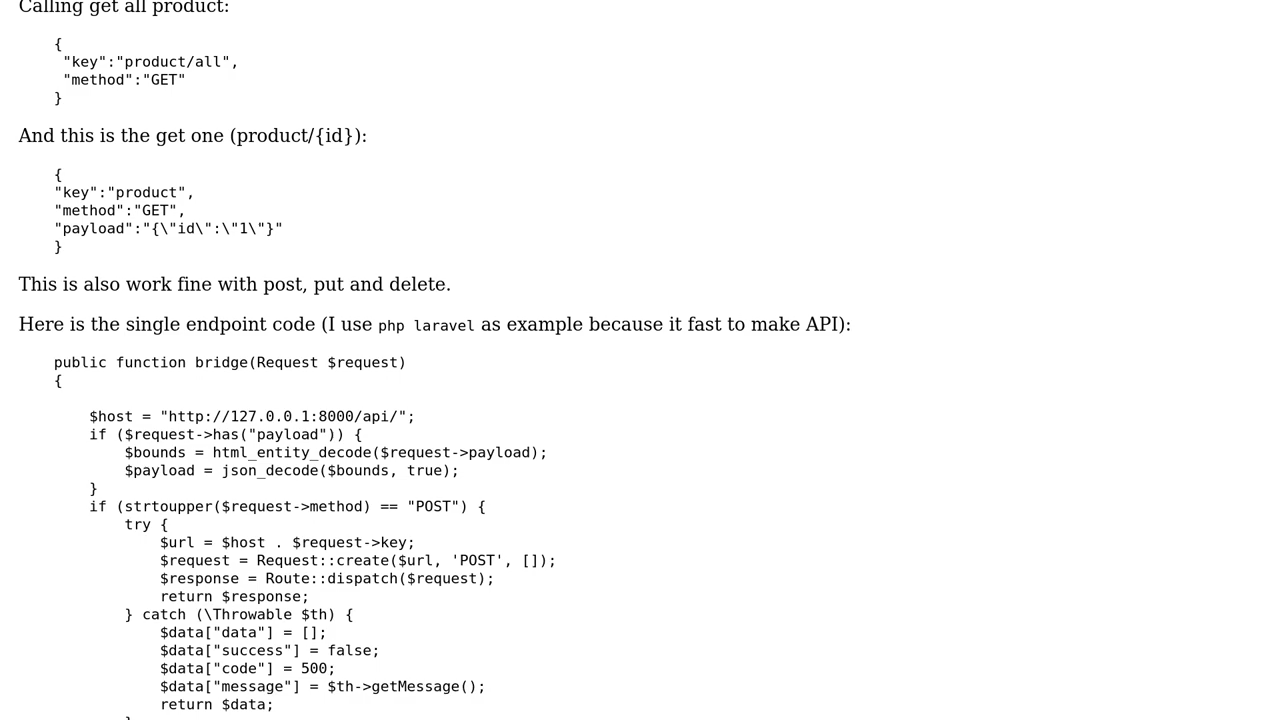 Calling get all product:
{
"key":"product/all",
"method":"GET"
}
And this is the get one (product/{id}):
{
"key":"product",
"method":"GET",
"payload":"{\"id\":\"1\"}"
}
This is also work fine with post, put and delete.
Here is the single endpoint code (I use php laravel as example because it fast to make API):
public function bridge(Request $request)
{
$host = "http://127.0.0.1:8000/api/";
if ($request->has("payload")) {
$bounds = html_entity_decode($request->payload);
$payload = json_decode($bounds, true);
}
if (strtoupper($request->method) == "POST") {
try {
$url = $host . $request->key;
$request = Request::create($url, 'POST', []);
$response = Route::dispatch($request);
return $response;
} catch (\Throwable $th) {
$data["data"] = [];
$data["success"] = false;
$data["code"] = 500;
$data["message"] = $th->getMessage();
return $data;
}